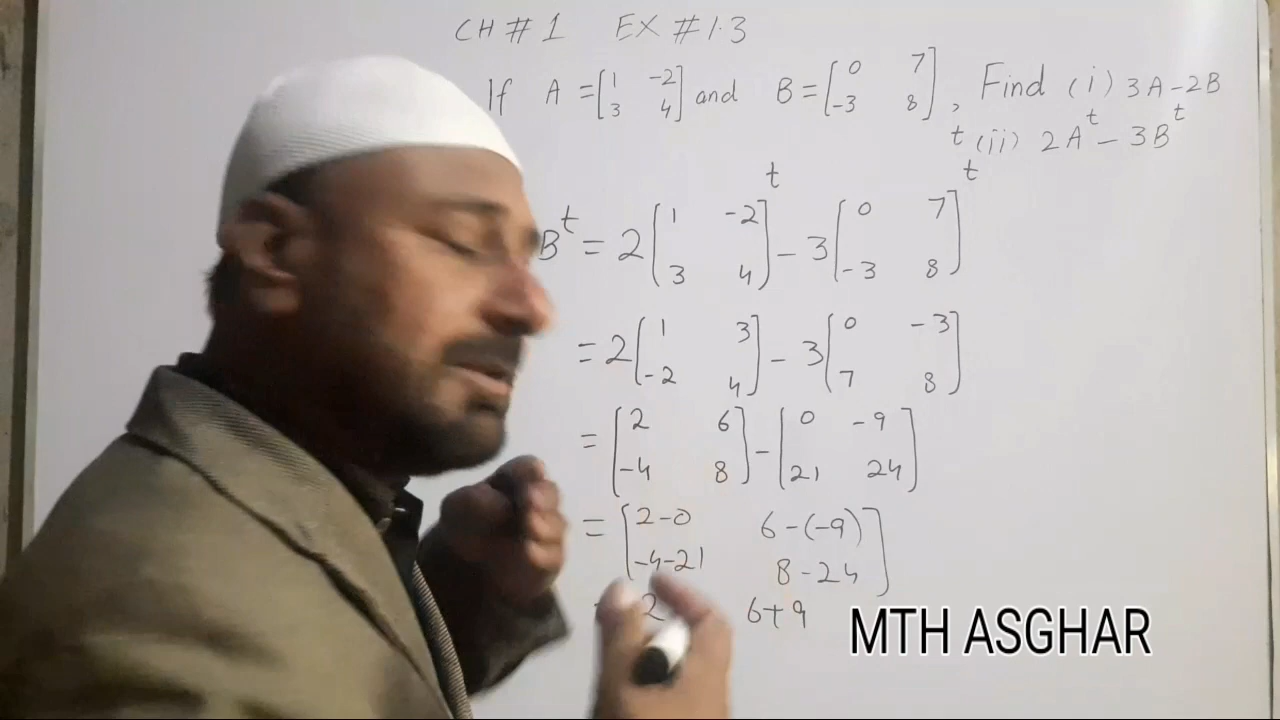 CH # 1 EX # 1.3
If A = [1 -2 and B = [0 7 , Find (i) 3A - 2B
3 4] -3 8]
(ii) 2Aᵗ - 3Bᵗ
Bᵗ = 2[1 -2 ]ᵗ - 3[0 7 ]ᵗ
3 4 -3 8
= 2[1 3 ] - 3[0 -3 ]
-2 4 7 8
= [2 6 ] - [0 -9 ]
-4 8 21 24
= [2-0 6-(-9)]
-4-21 8-24
2 6+9
MTH ASGHAR